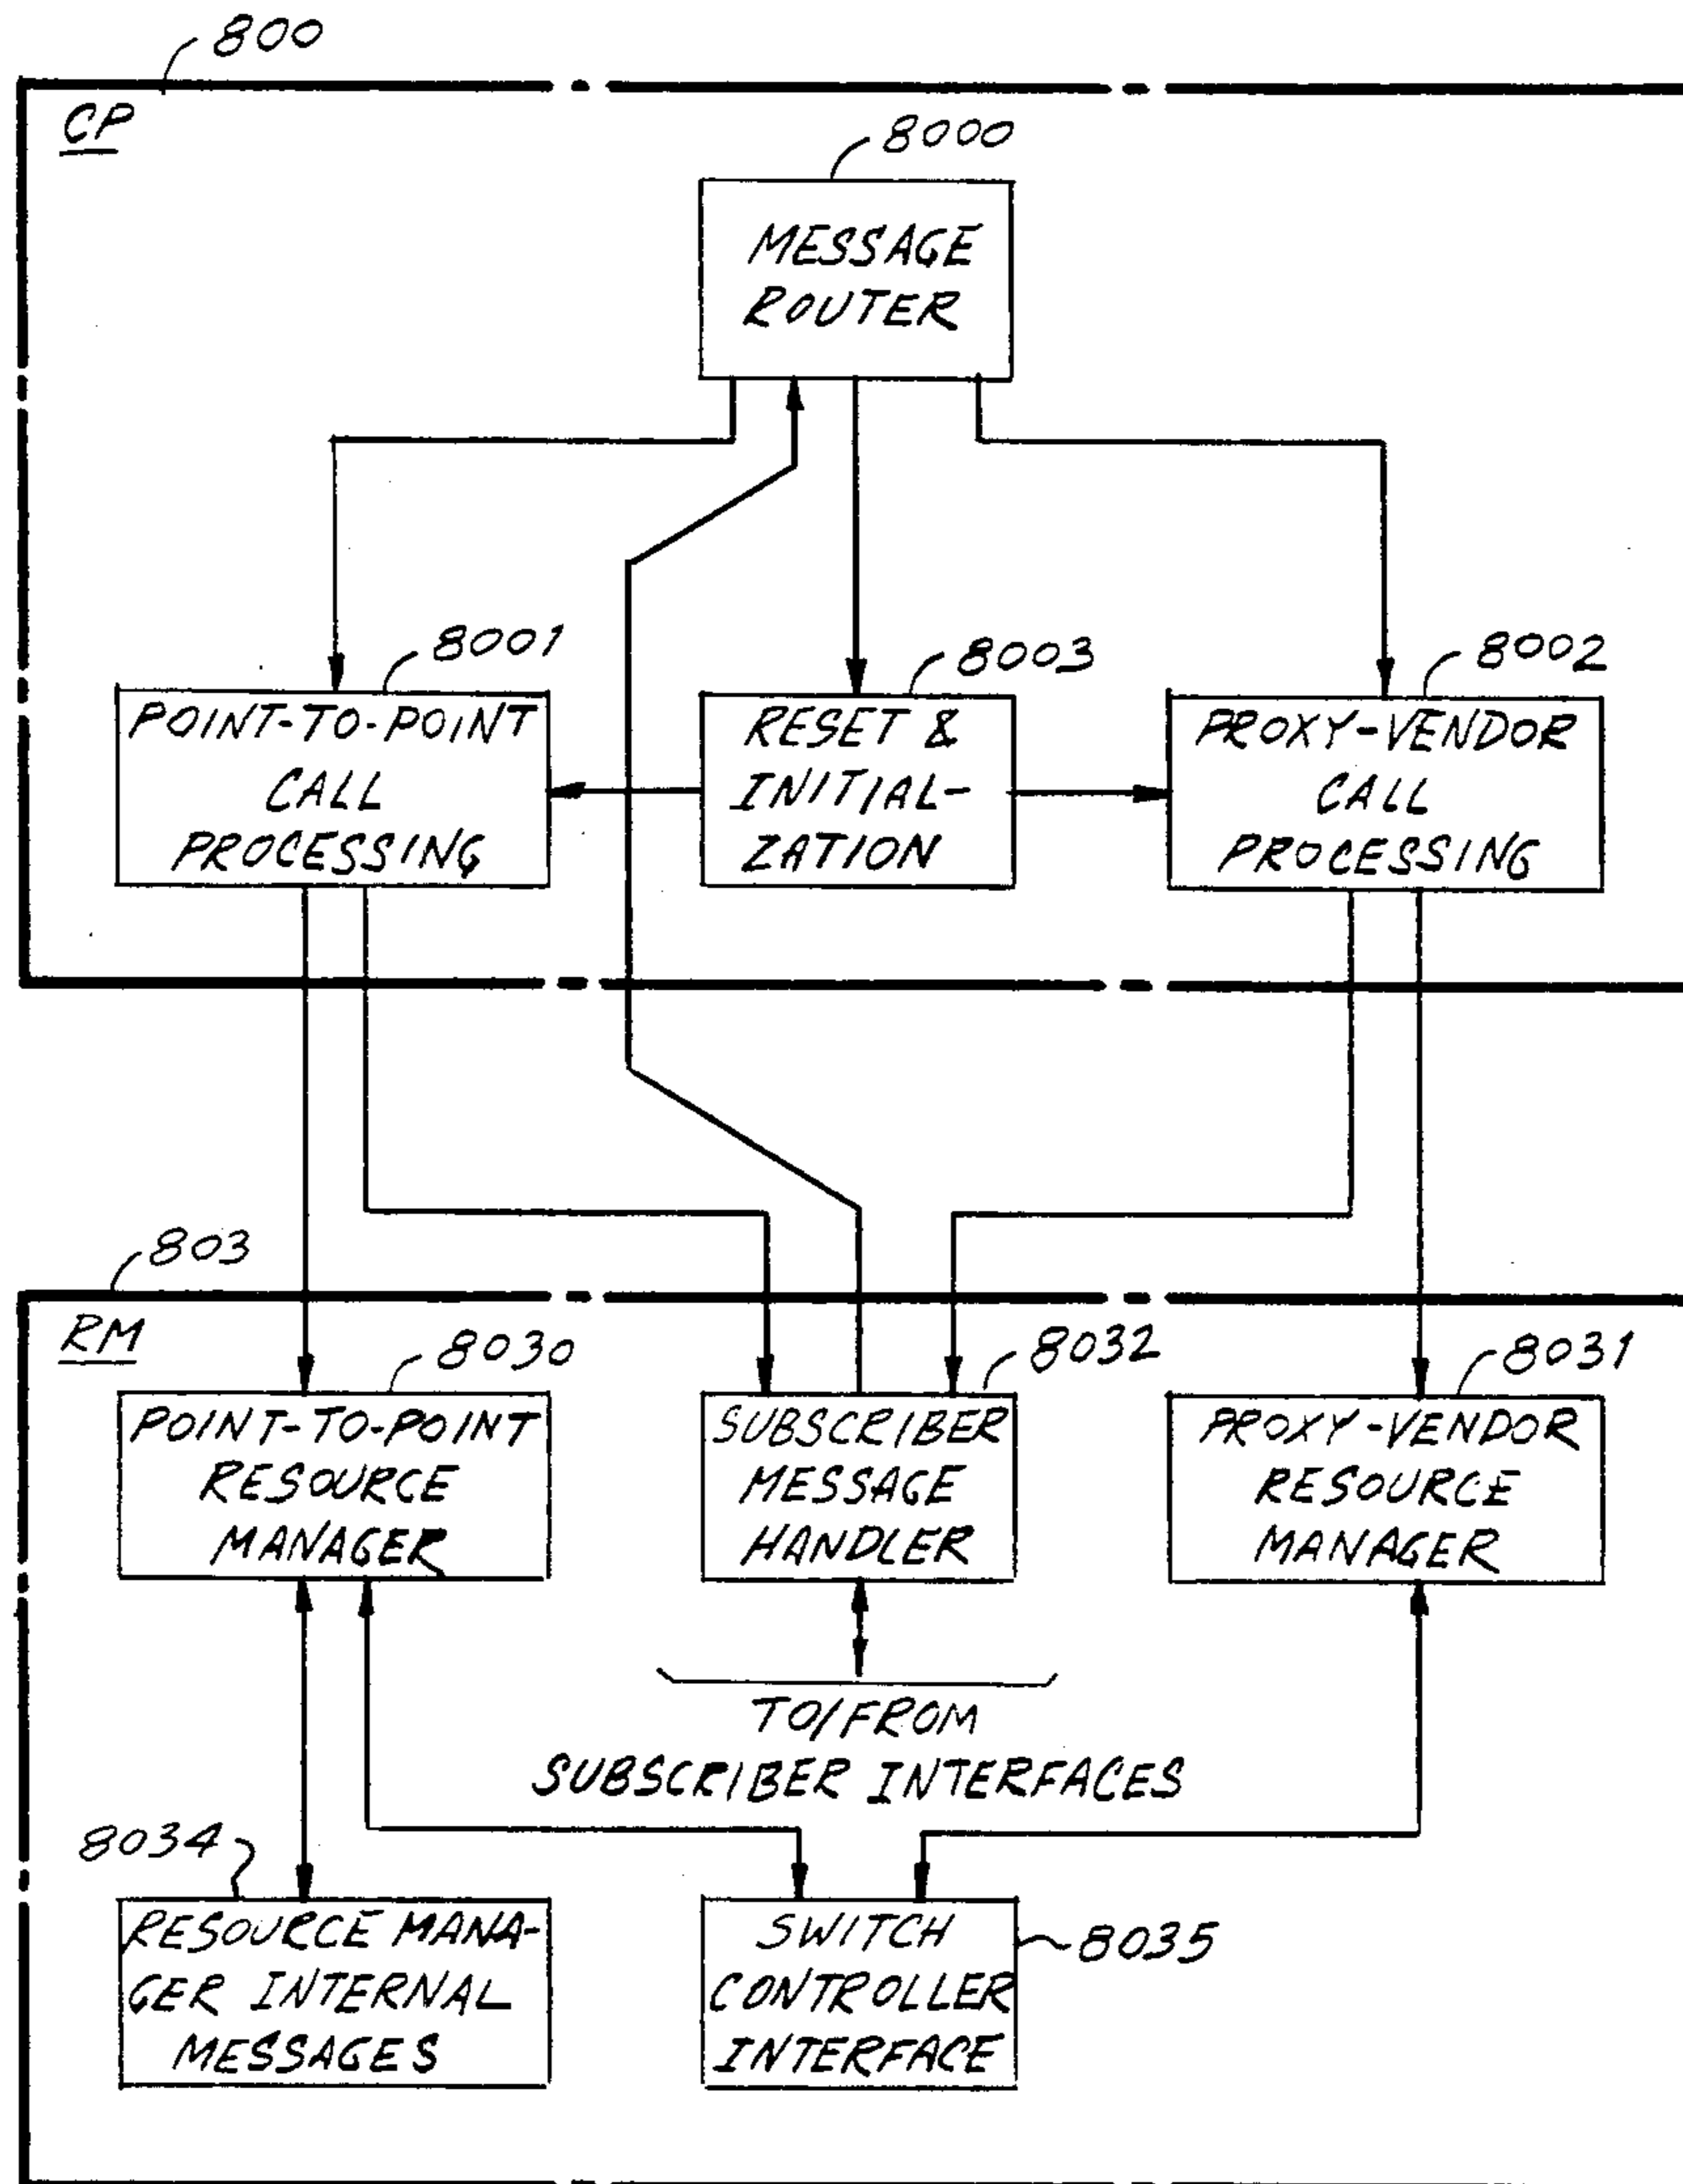 800
CP
8000
MESSAGE
ROUTER
8001
8003
8002
POINT-TO-POINT
CALL
PROCESSING
RESET &
INITIAL-
ZATION
PROXY-VENDOR
CALL
PROCESSING
803
RM
8030
8032
8031
POINT-TO-POINT
RESOURCE
MANAGER
SUBSCRIBER
MESSAGE
HANDLER
PROXY-VENDOR
RESOURCE
MANAGER
TO/FROM
SUBSCRIBER INTERFACES
8034
RESOURCE MANA-
GER INTERNAL
MESSAGES
SWITCH
CONTROLLER
INTERFACE
8035